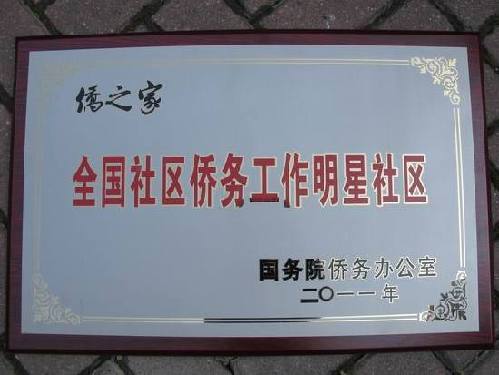 僑之家
全国社区侨务工作明星社区
国务院侨务办公室
二〇一一年